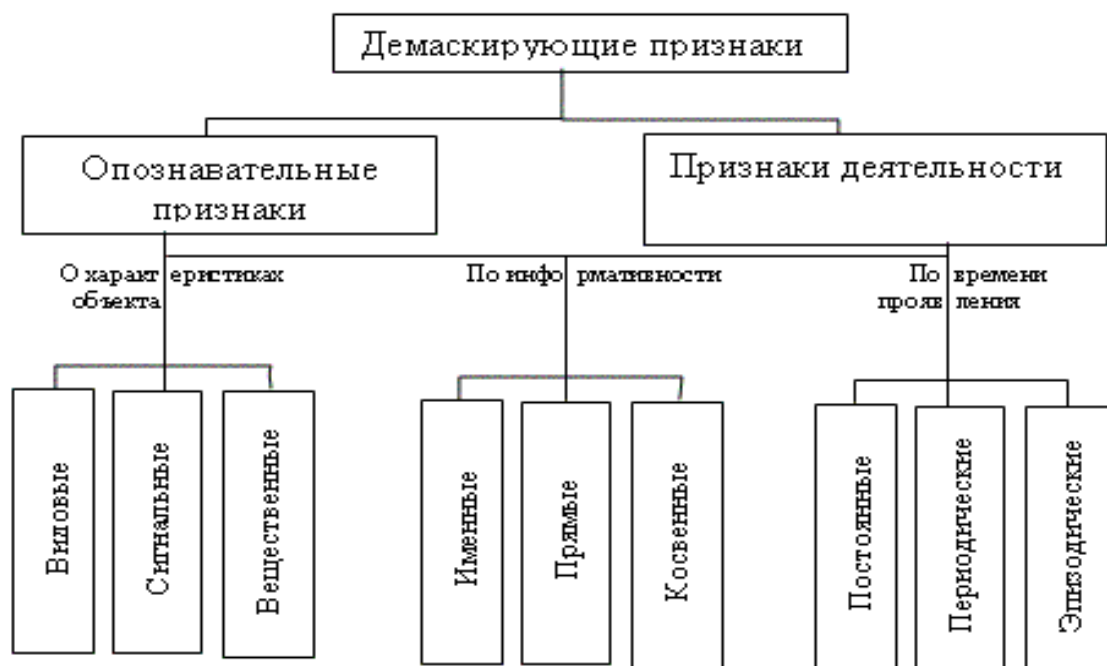 Демаскирующие признаки
Опознавательные
признаки
Признаки деятельности
О характеристиках
объекта
По информативности
По времени
проявления
Видовые
Сигнальные
Вещественные
Именные
Прямые
Косвенные
Постоянные
Периодические
Эпизодические